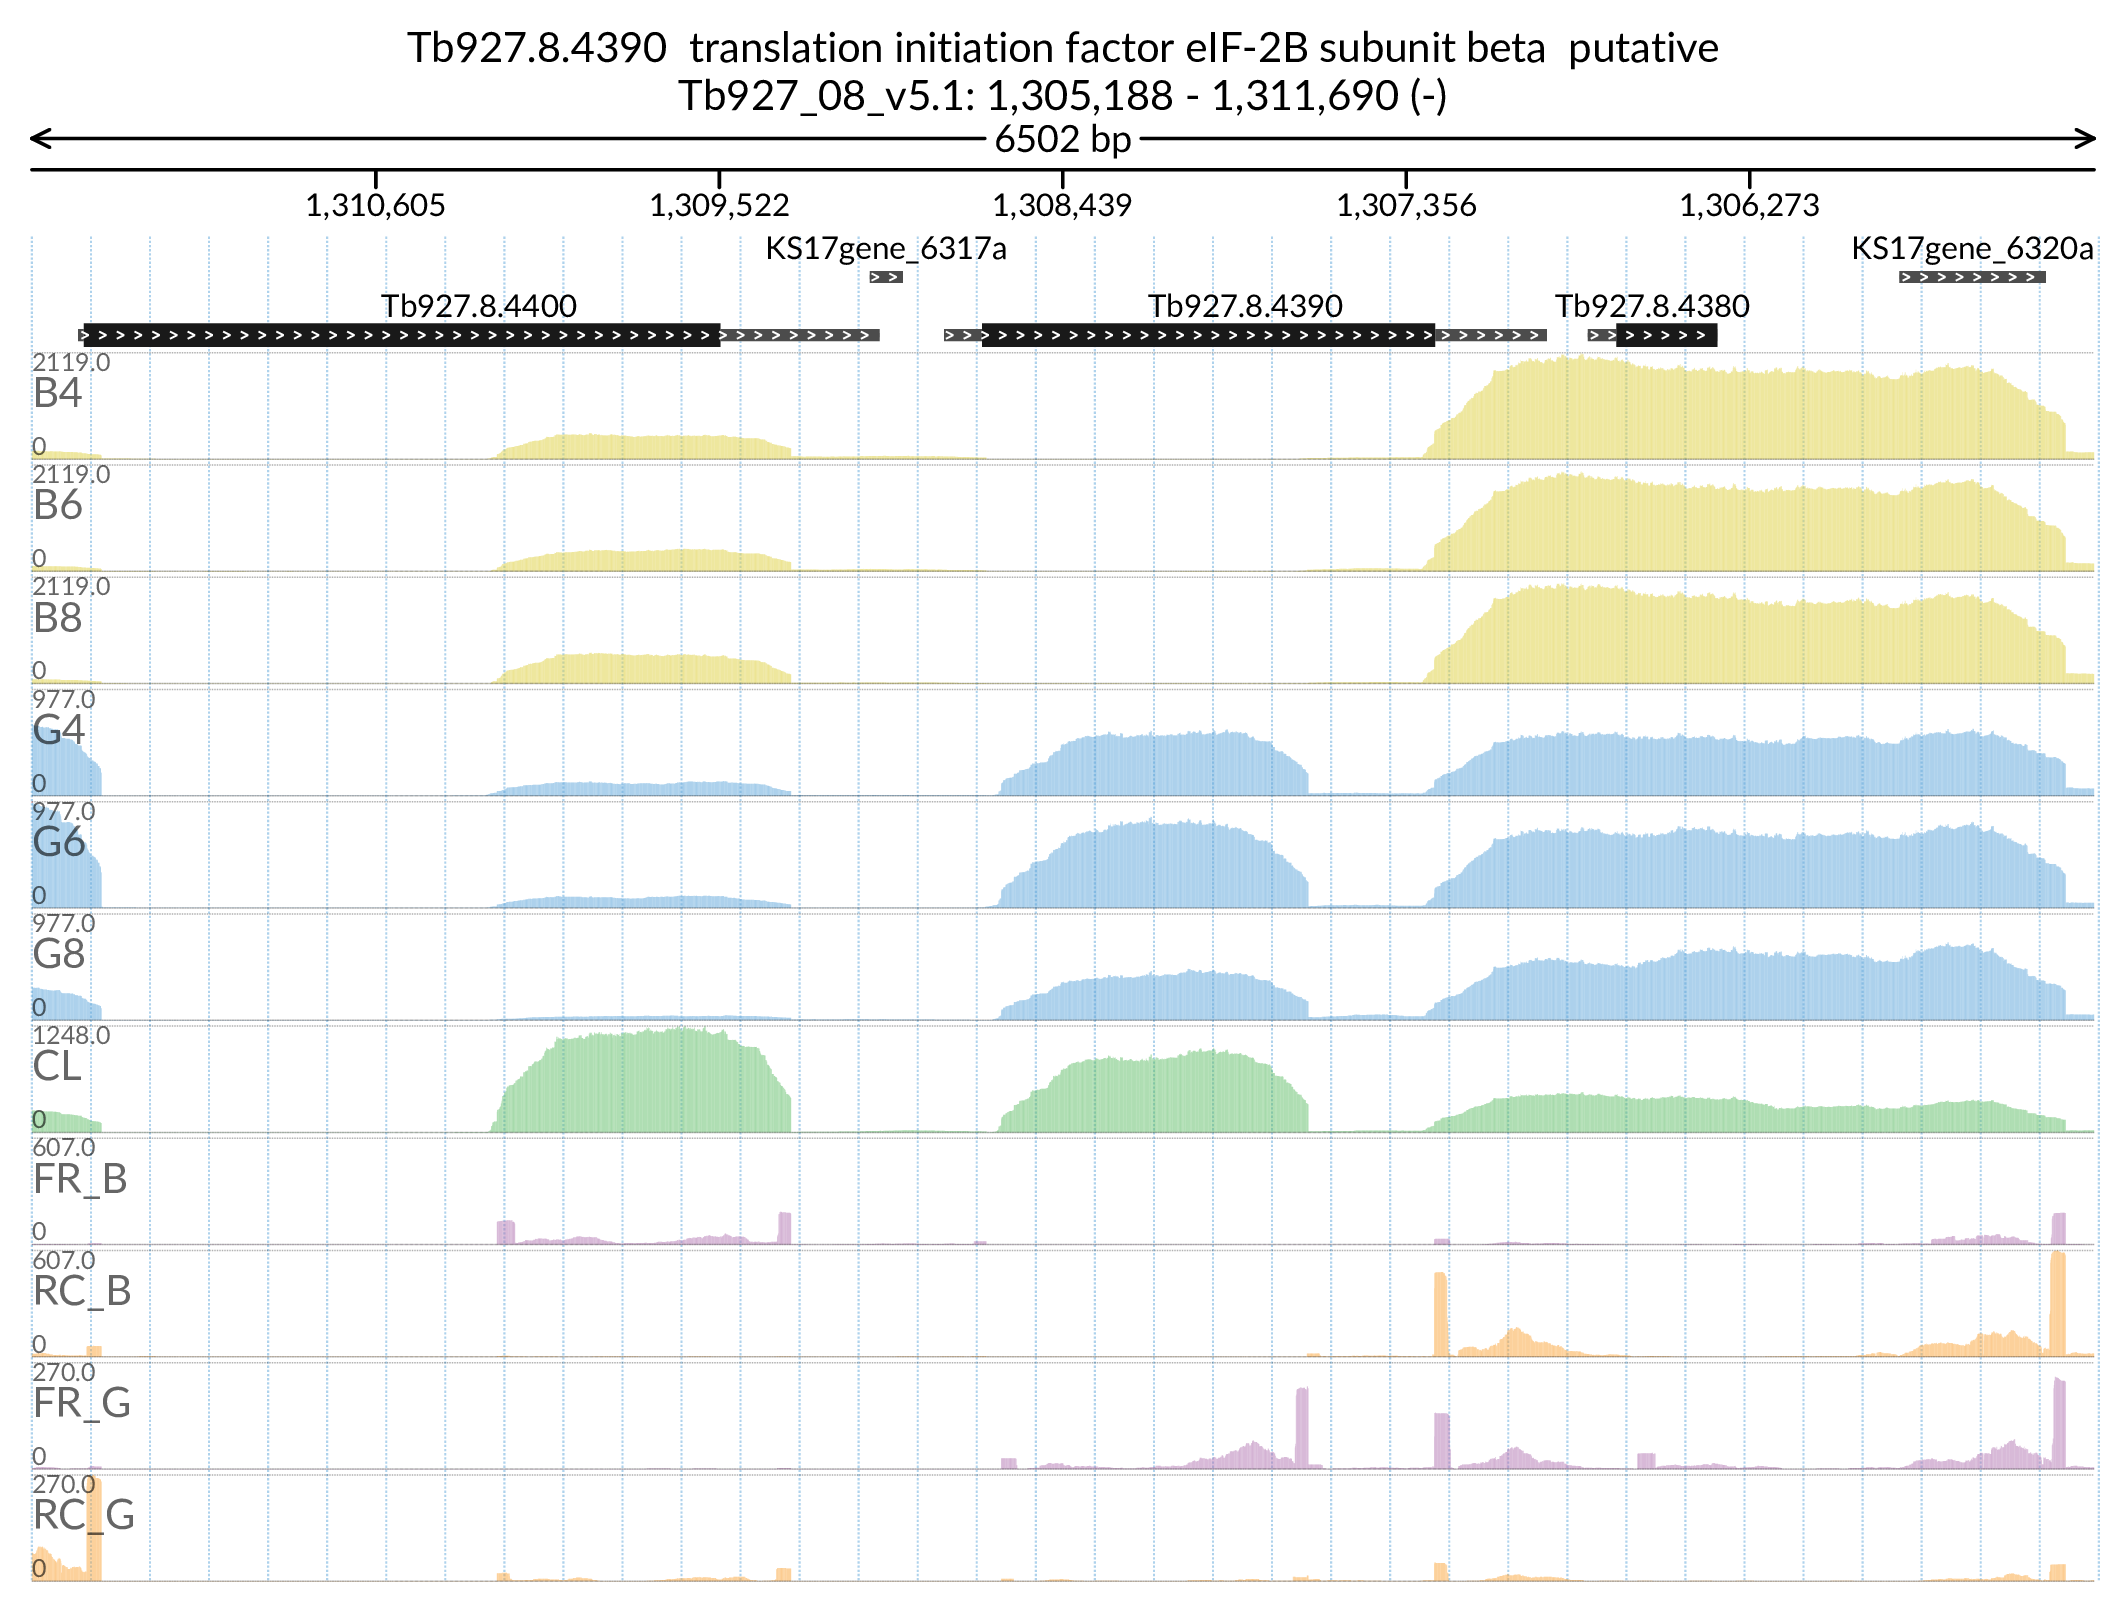 Tb927.8.4390  translation initiation factor eIF-2B subunit beta  putative
Tb927_08_v5.1: 1,305,188 - 1,311,690 (-)
6502 bp
1,310,605 1,309,522 1,308,439 1,307,356 1,306,273
KS17gene_6317a KS17gene_6320a
Tb927.8.4400 Tb927.8.4390 Tb927.8.4380
2119.0
B4
0
2119.0
B6
0
2119.0
B8
0
977.0
G4
0
977.0
G6
0
977.0
G8
0
1248.0
CL
0
607.0
FR_B
0
607.0
RC_B
0
270.0
FR_G
0
270.0
RC_G
0